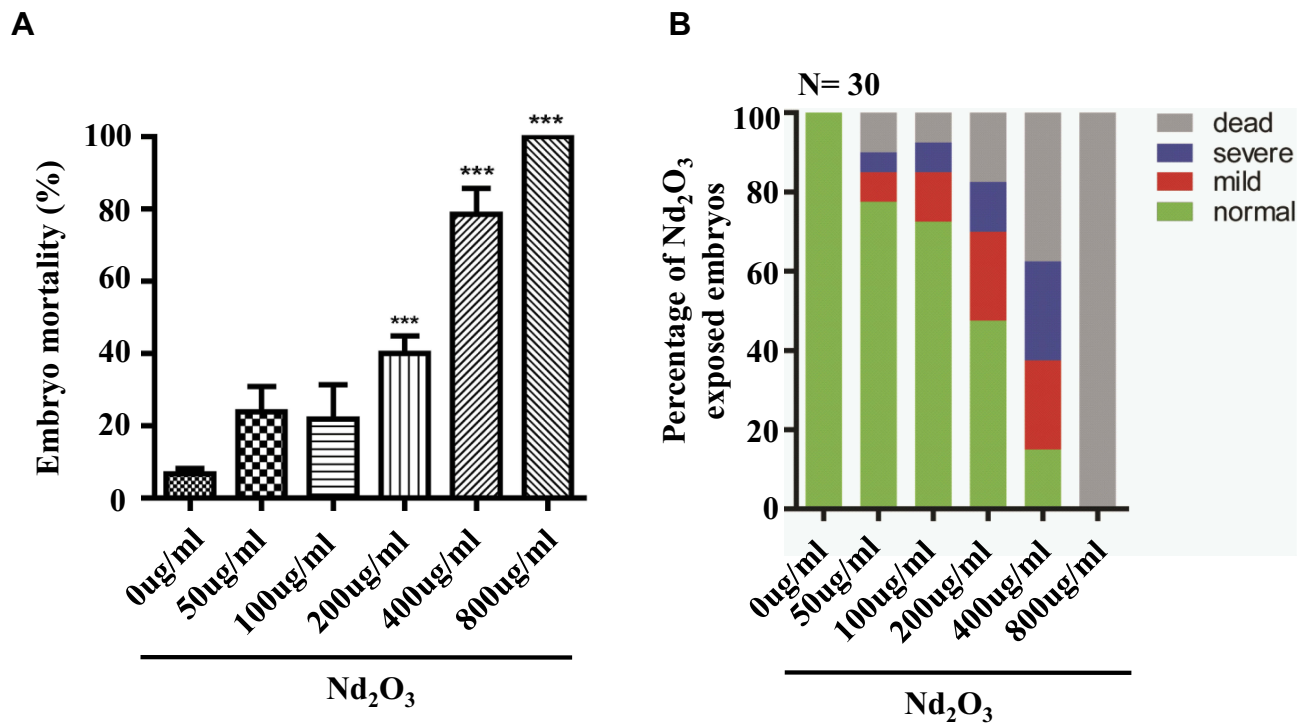 A
Embryo mortality (%)
100
80
60
40
20
0
***
***
***
0ug/ml
50ug/ml
100ug/ml
200ug/ml
400ug/ml
800ug/ml
Nd₂O₃
B
N= 30
Percentage of Nd₂O₃
exposed embryos
100
80
60
40
20
0
dead
severe
mild
normal
0ug/ml
50ug/ml
100ug/ml
200ug/ml
400ug/ml
800ug/ml
Nd₂O₃